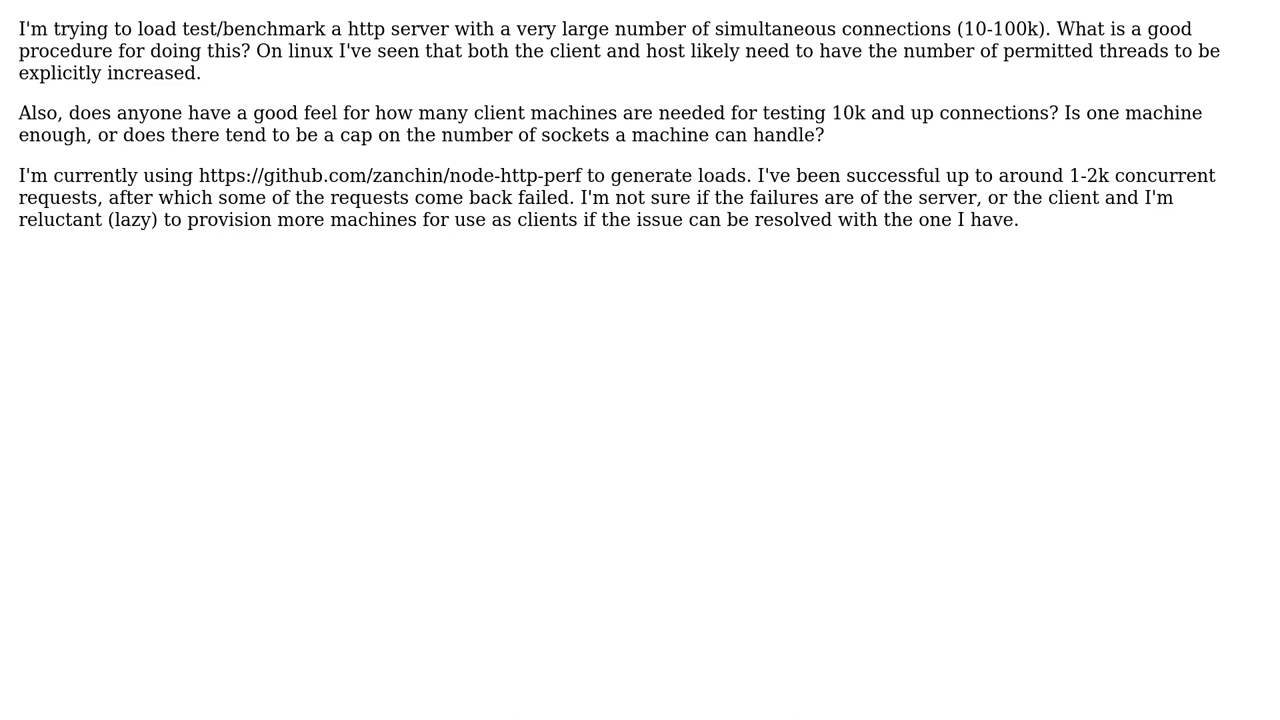 I'm trying to load test/benchmark a http server with a very large number of simultaneous connections (10-100k). What is a good
procedure for doing this? On linux I've seen that both the client and host likely need to have the number of permitted threads to be
explicitly increased.
Also, does anyone have a good feel for how many client machines are needed for testing 10k and up connections? Is one machine
enough, or does there tend to be a cap on the number of sockets a machine can handle?
I'm currently using https://github.com/zanchin/node-http-perf to generate loads. I've been successful up to around 1-2k concurrent
requests, after which some of the requests come back failed. I'm not sure if the failures are of the server, or the client and I'm
reluctant (lazy) to provision more machines for use as clients if the issue can be resolved with the one I have.